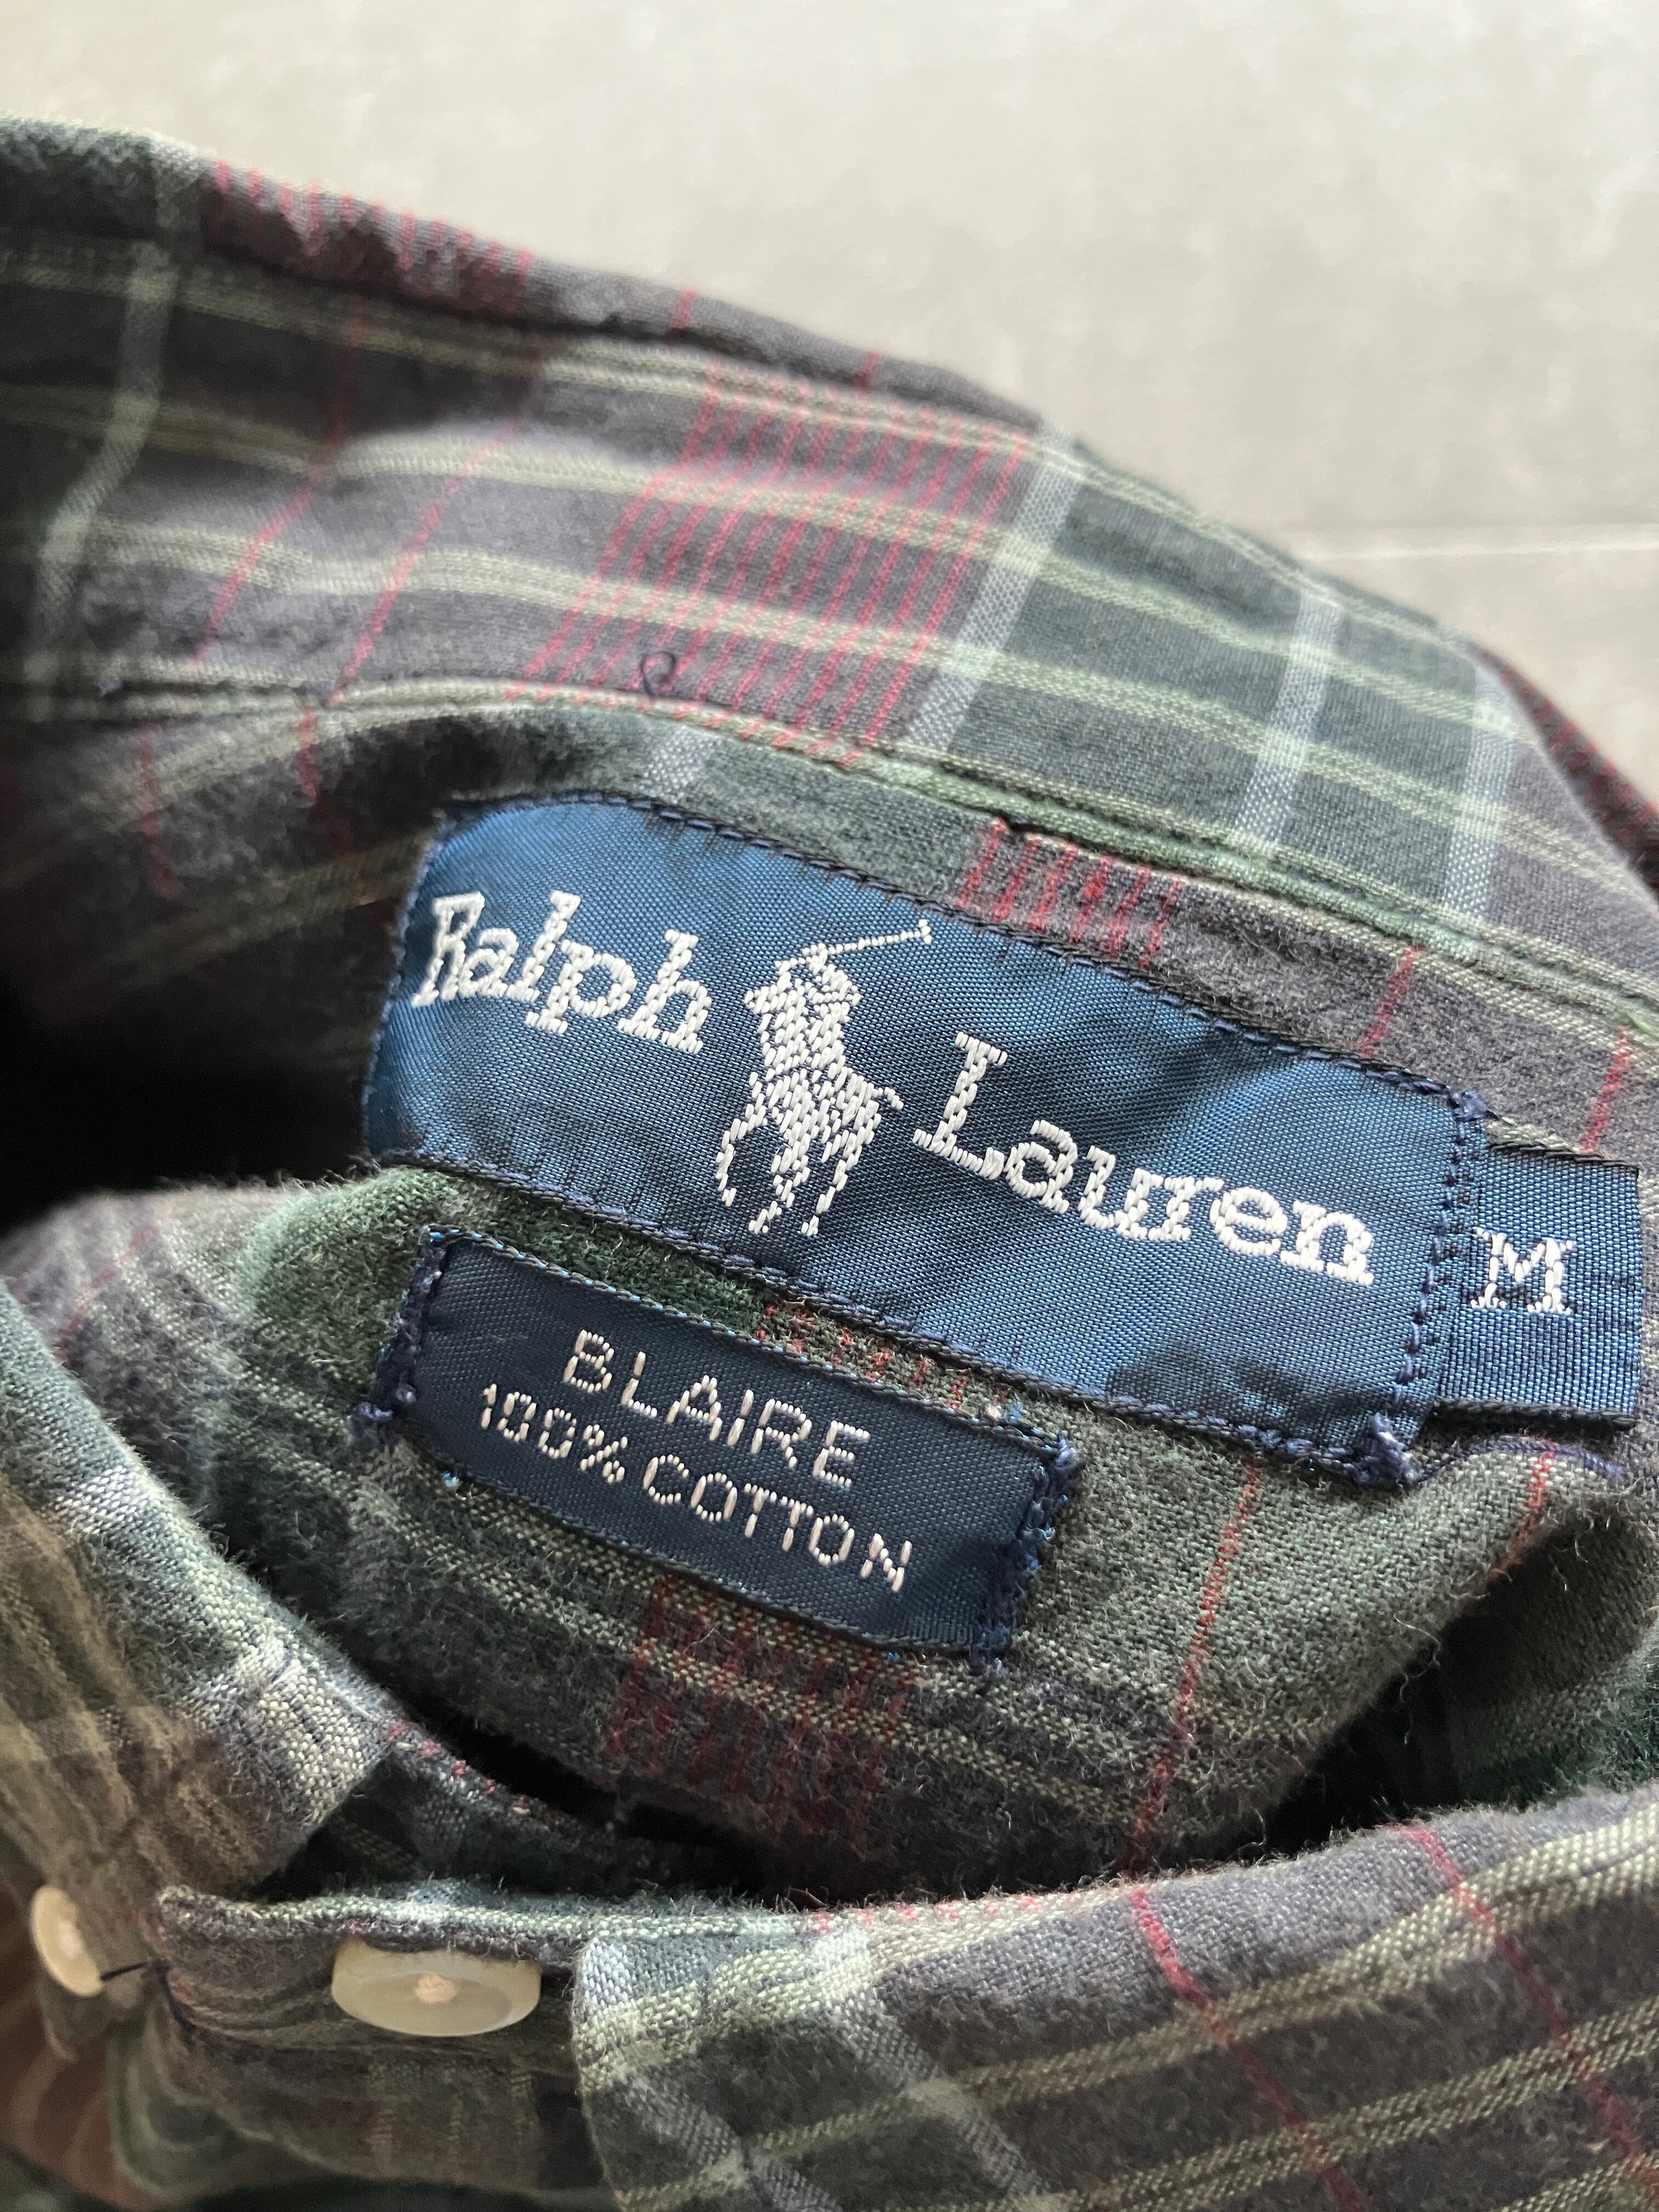 Ralph Lauren
M
BLAIRE
100% COTTON